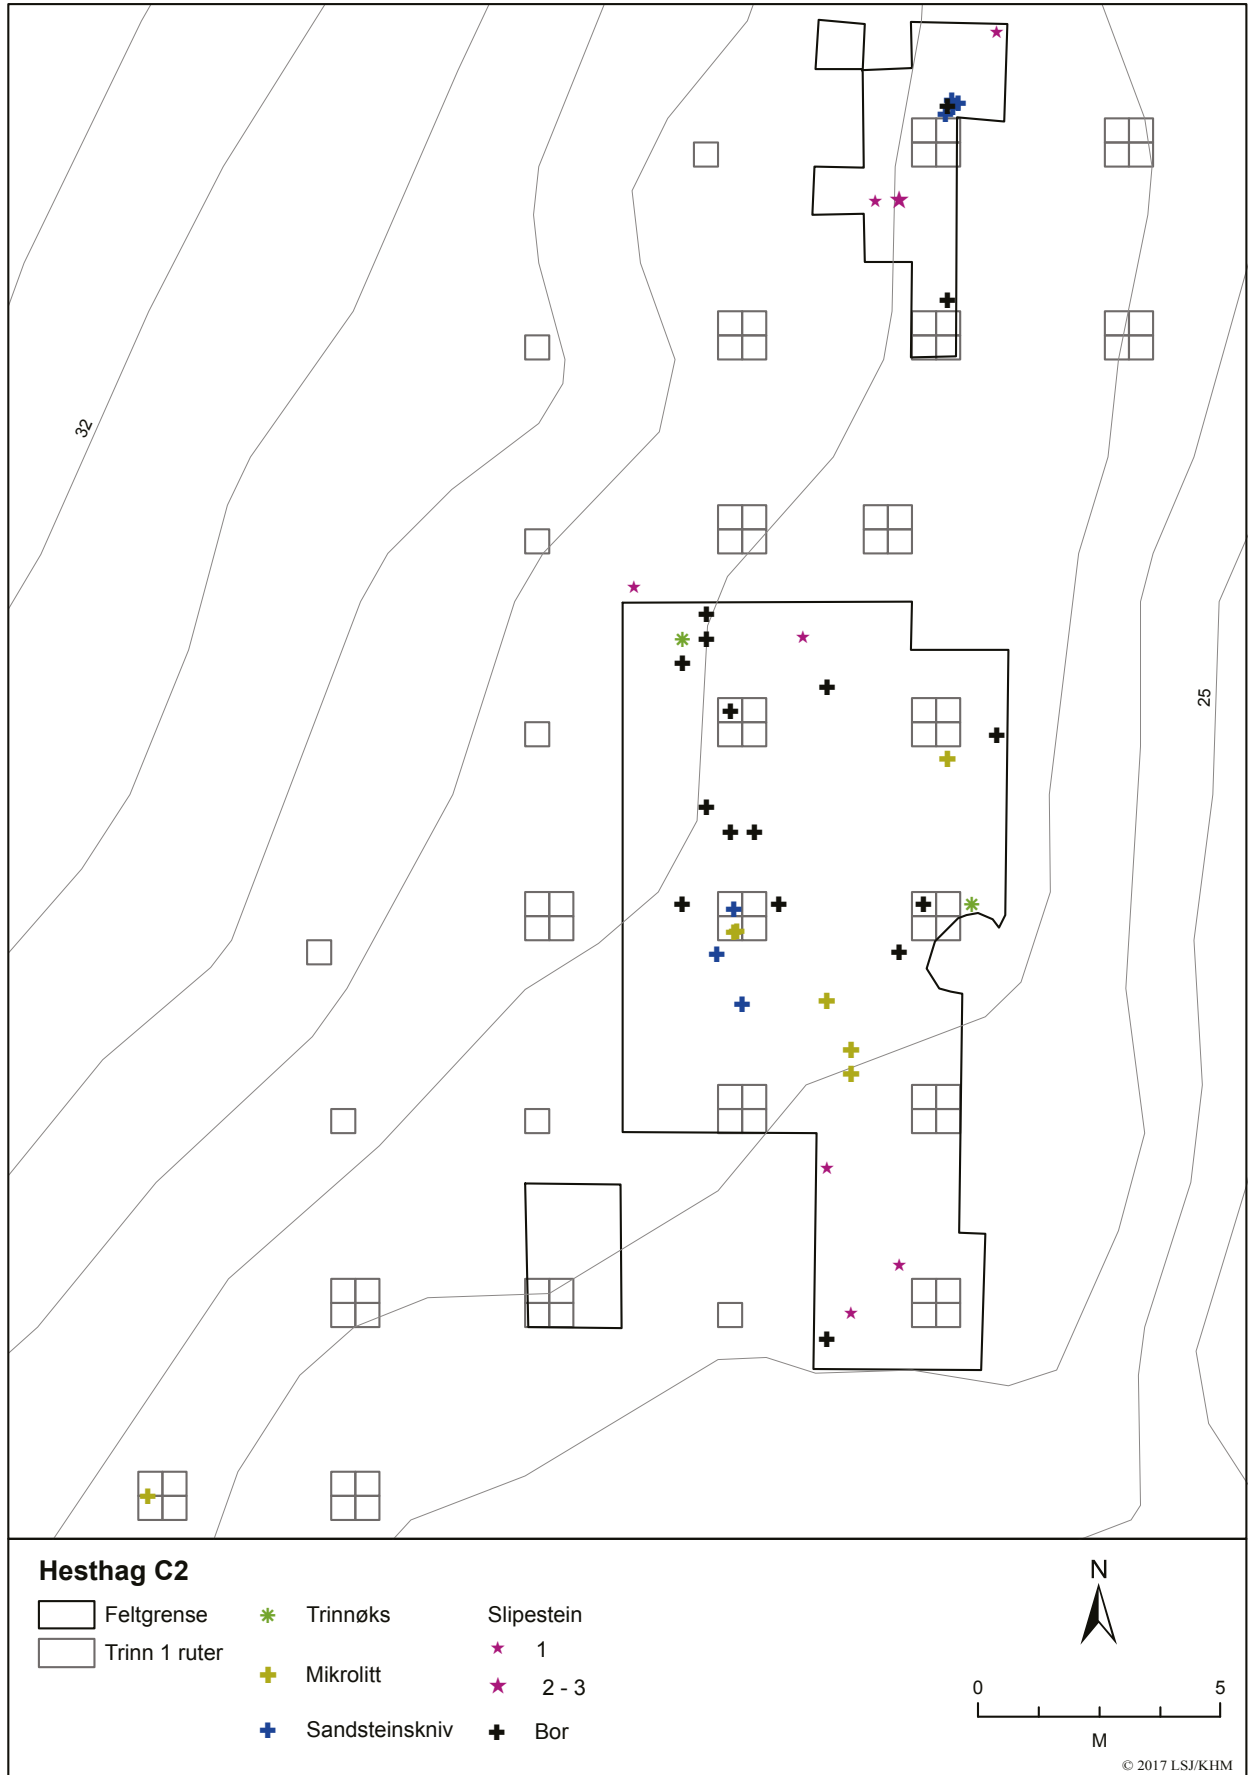 32
25
Hesthag C2
Feltgrense
Trinn 1 ruter
Trinnøks
Mikrolitt
Sandsteinskniv
Slipestein
1
2 - 3
Bor
N
0 5
M
© 2017 LSJ/KHM